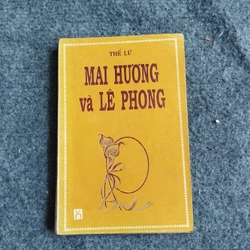 THẾ LỮ
MAI HƯƠNG
và LÊ PHONG